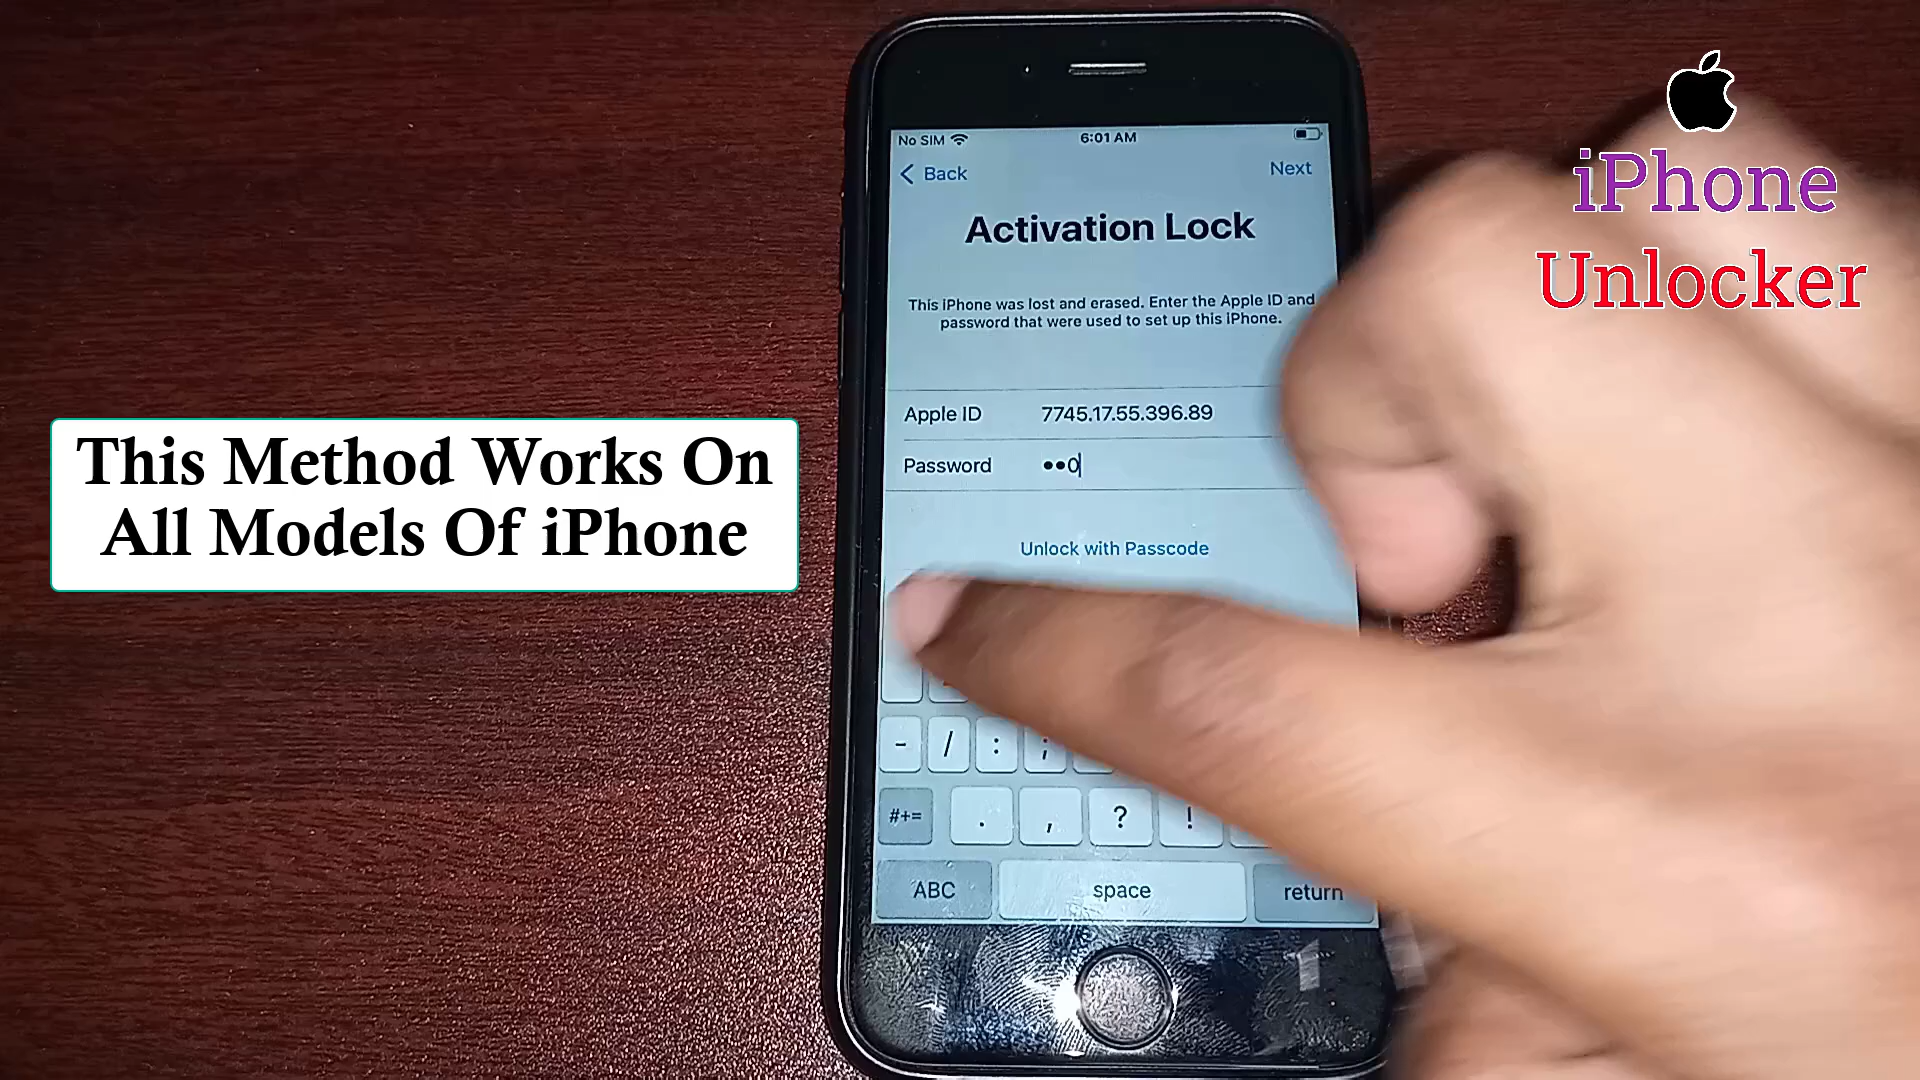 iPhone
Unlocker
This Method Works On
All Models Of iPhone
No SIM
6:01 AM
Back
Next
Activation Lock
This iPhone was lost and erased. Enter the Apple ID and
password that were used to set up this iPhone.
Apple ID 7745.17.55.396.89
Password ●●0
Unlock with Passcode
- / : ;
#+= . , ? !
ABC space return